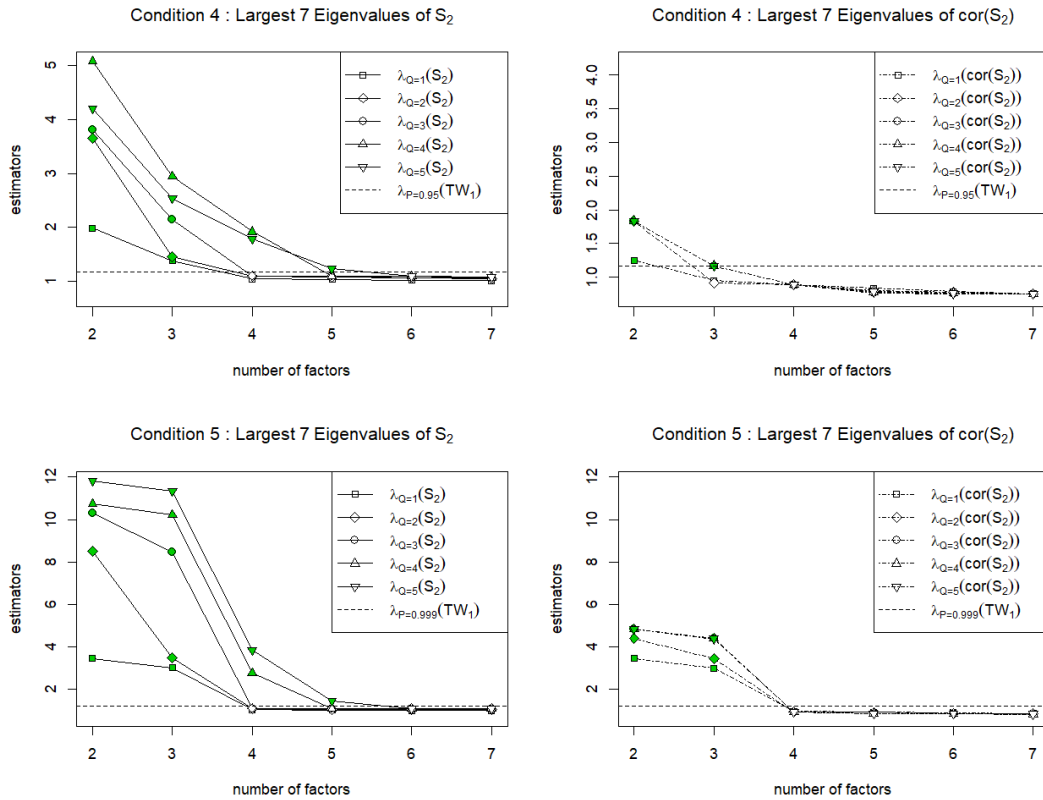 Condition 4 : Largest 7 Eigenvalues of S₂
estimators
5
4
3
2
1
λQ=1(S₂)
λQ=2(S₂)
λQ=3(S₂)
λQ=4(S₂)
λQ=5(S₂)
λP=0.95(TW₁)
2 3 4 5 6 7
number of factors
Condition 4 : Largest 7 Eigenvalues of cor(S₂)
estimators
4.0
3.5
3.0
2.5
2.0
1.5
1.0
λQ=1(cor(S₂))
λQ=2(cor(S₂))
λQ=3(cor(S₂))
λQ=4(cor(S₂))
λQ=5(cor(S₂))
λP=0.95(TW₁)
2 3 4 5 6 7
number of factors
Condition 5 : Largest 7 Eigenvalues of S₂
estimators
12
10
8
6
4
2
λQ=1(S₂)
λQ=2(S₂)
λQ=3(S₂)
λQ=4(S₂)
λQ=5(S₂)
λP=0.999(TW₁)
2 3 4 5 6 7
number of factors
Condition 5 : Largest 7 Eigenvalues of cor(S₂)
estimators
12
10
8
6
4
2
λQ=1(cor(S₂))
λQ=2(cor(S₂))
λQ=3(cor(S₂))
λQ=4(cor(S₂))
λQ=5(cor(S₂))
λP=0.999(TW₁)
2 3 4 5 6 7
number of factors